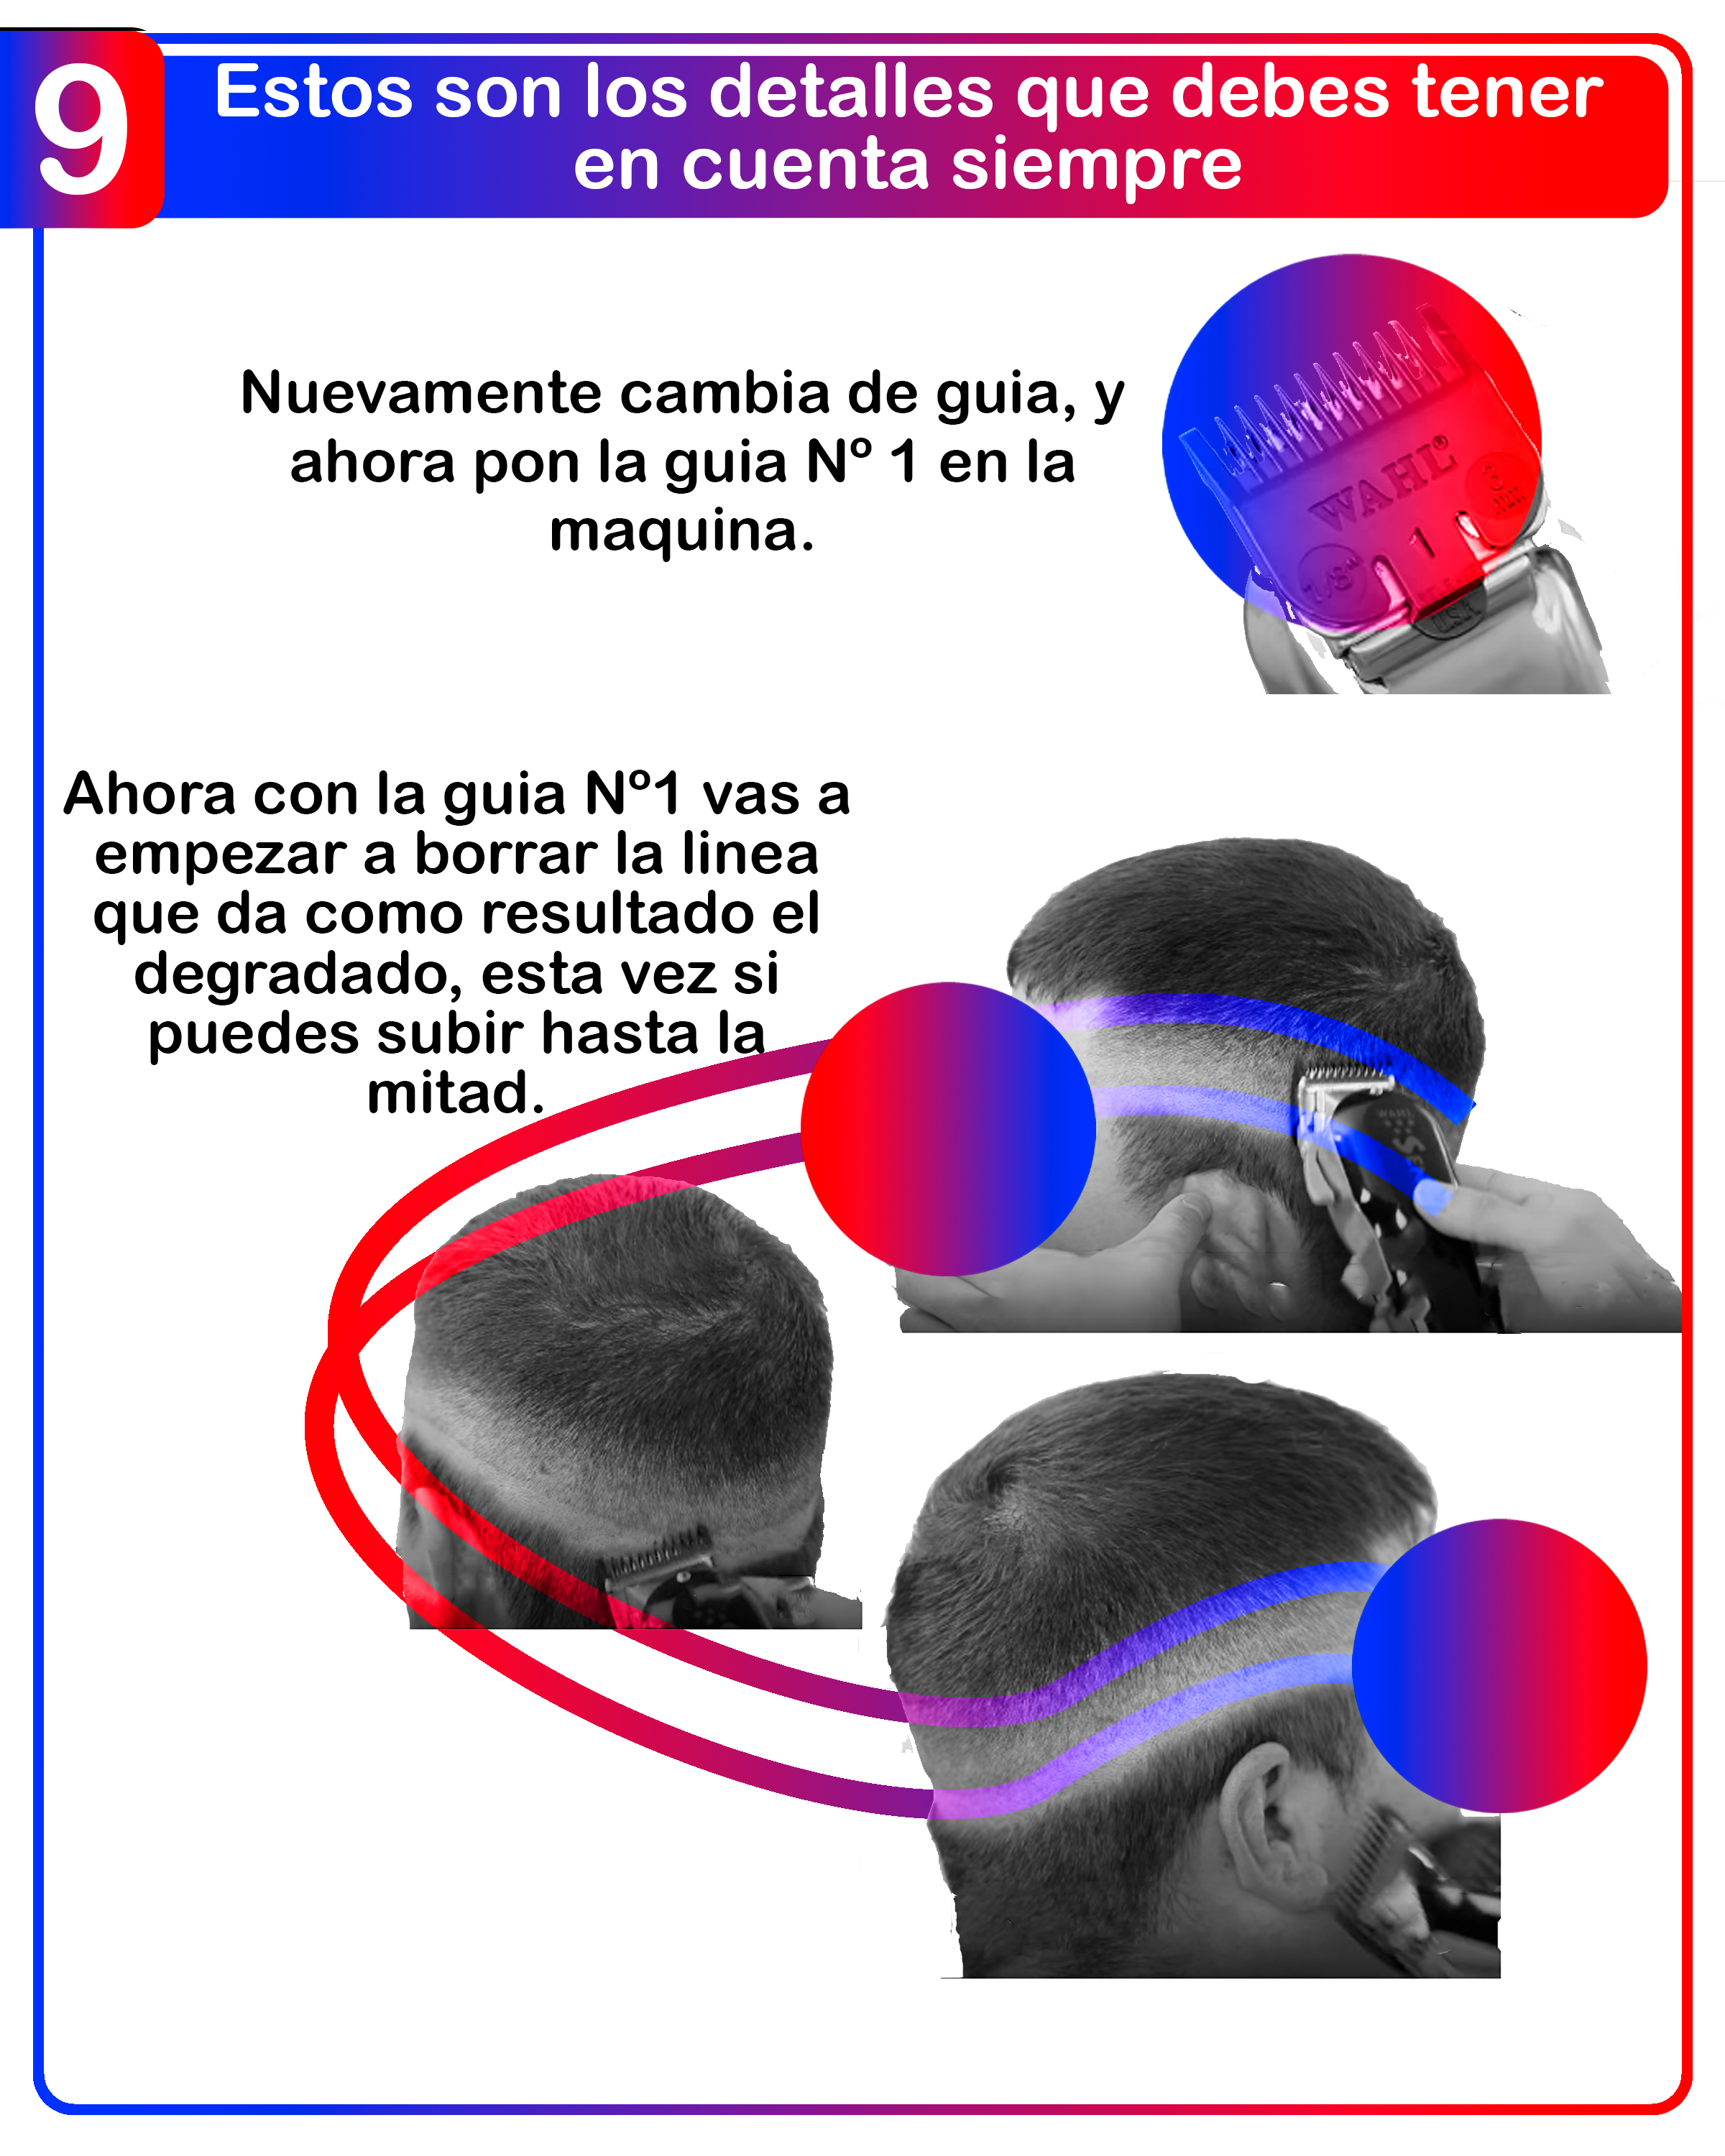 9
Estos son los detalles que debes tener
en cuenta siempre
Nuevamente cambia de guia, y
ahora pon la guia Nº 1 en la
maquina.
WAHL®
3
1
1/8"
U.S.A.
Ahora con la guia Nº1 vas a
empezar a borrar la linea
que da como resultado el
degradado, esta vez si
puedes subir hasta la
mitad.
WAHL